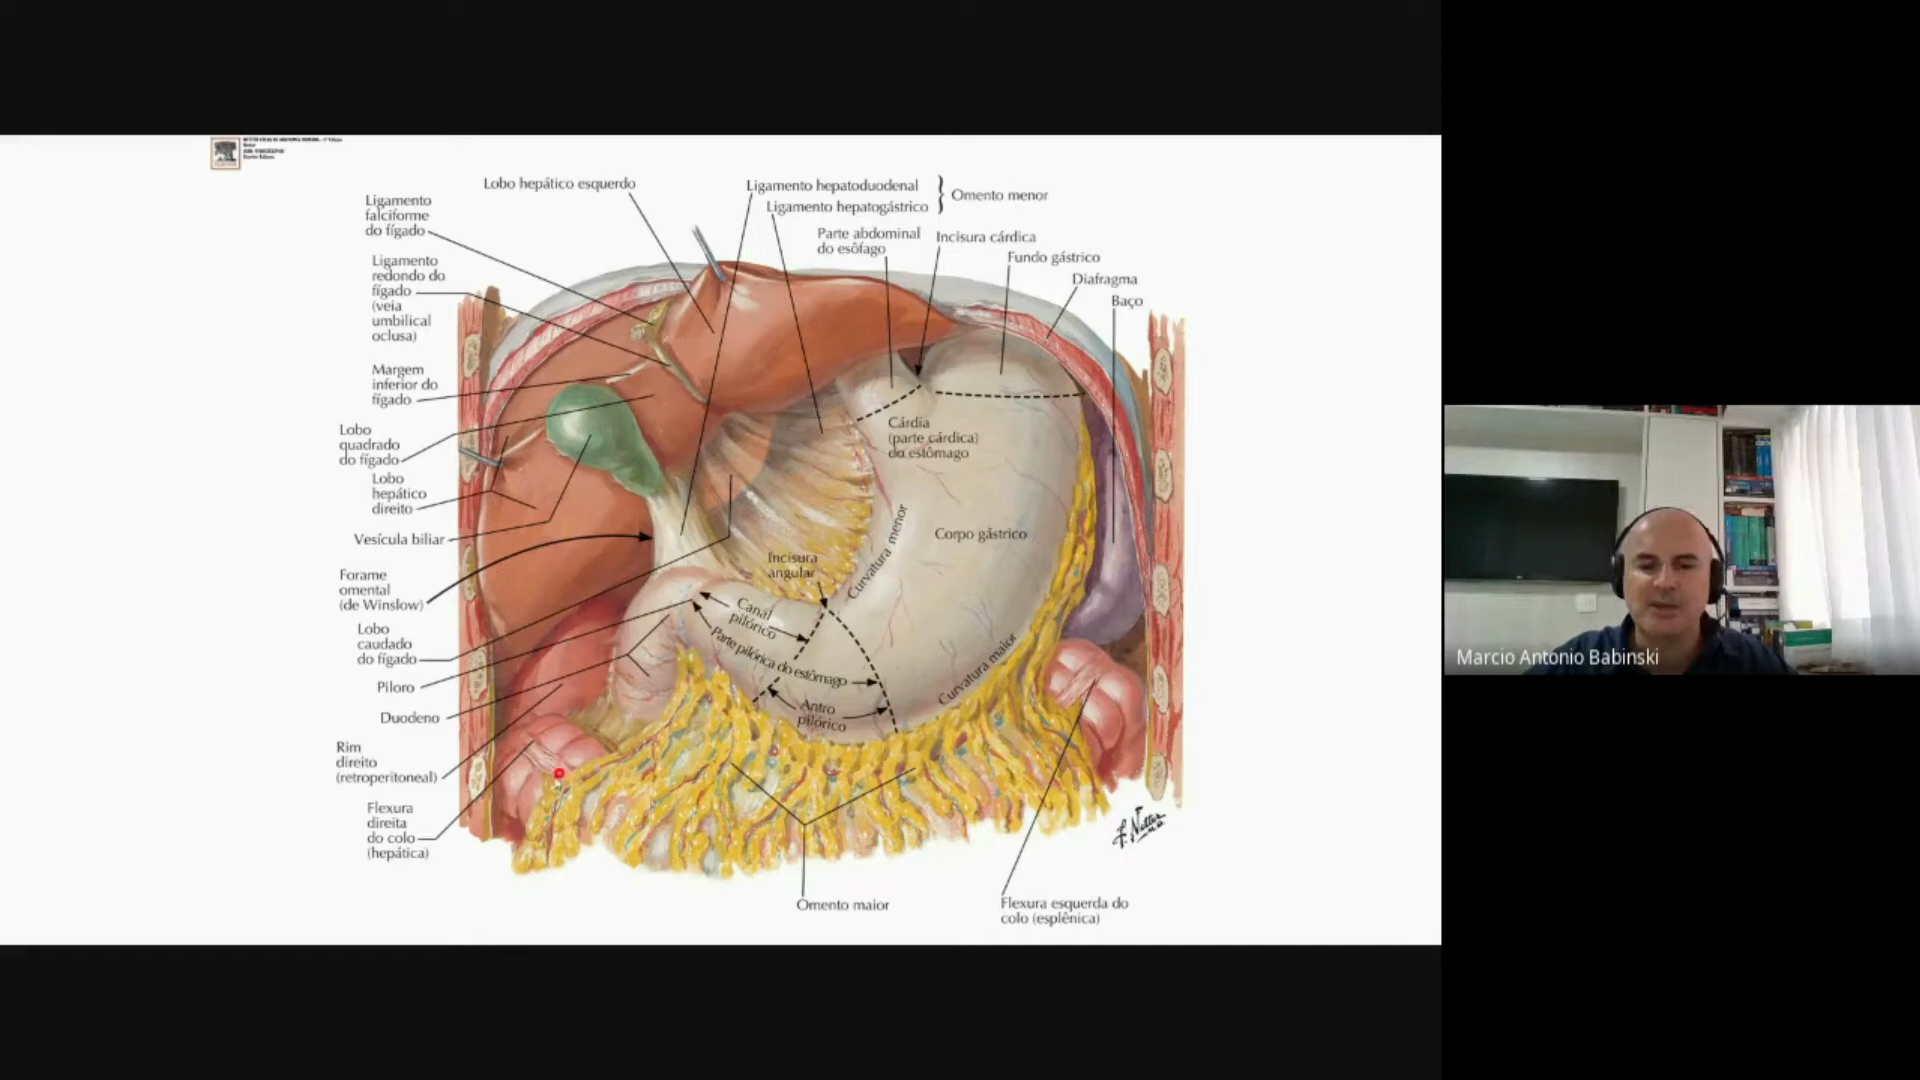 Lobo hepático esquerdo
Ligamento
falciforme
do fígado
Ligamento
redondo do
fígado
(veia
umbilical
oclusa)
Margem
inferior do
fígado
Lobo
quadrado
do fígado
Lobo
hepático
direito
Vesícula biliar
Forame
omental
(de Winslow)
Lobo
caudado
do fígado
Piloro
Duodeno
Rim
direito
(retroperitoneal)
Flexura
direita
do colo
(hepática)
Ligamento hepatoduodenal
Ligamento hepatogástrico
Omento menor
Parte abdominal
do esôfago
Incisura cárdica
Fundo gástrico
Diafragma
Baço
Cárdia
(parte cárdica)
do estômago
Corpo gástrico
Curvatura menor
Incisura
angular
Canal
pilórico
Parte pilórica do estômago
Antro
pilórico
Curvatura maior
Omento maior
Flexura esquerda do
colo (esplênica)
F. Netter
Marcio Antonio Babinski